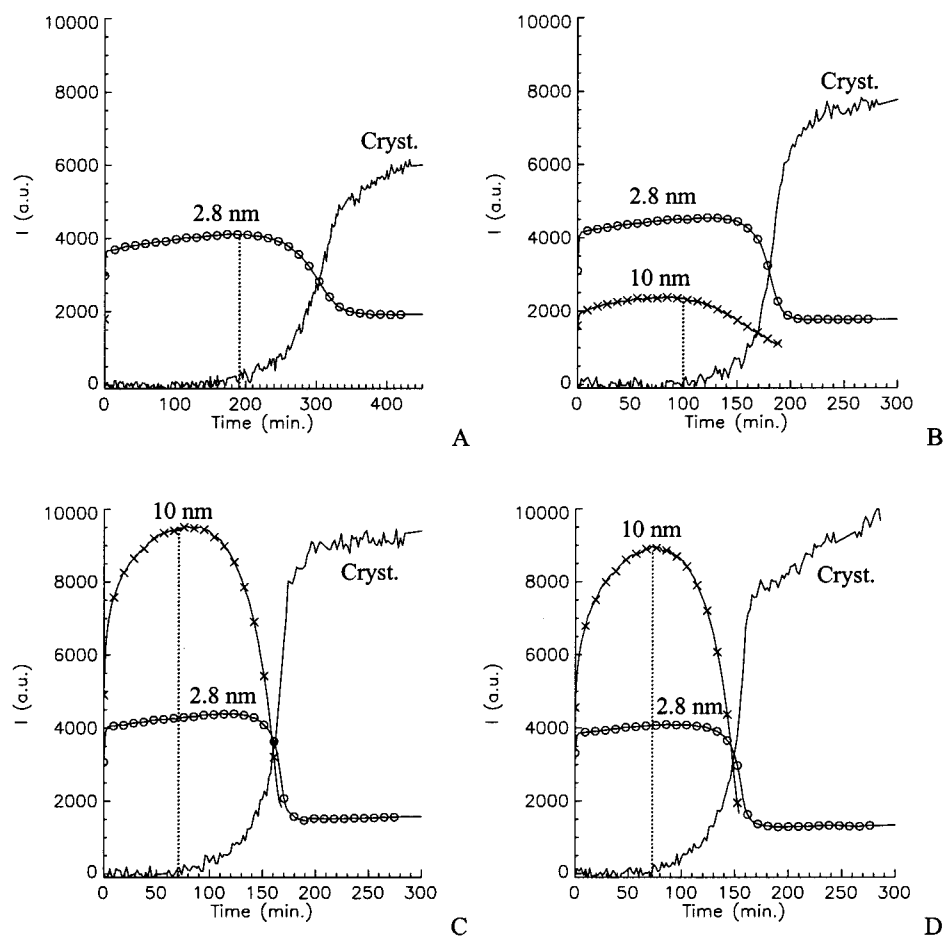 10000
8000
6000
4000
2000
0
I (a.u.)
Cryst.
2.8 nm
0 100 200 300 400
Time (min.)
A
10000
8000
6000
4000
2000
0
I (a.u.)
Cryst.
2.8 nm
10 nm
0 50 100 150 200 250 300
Time (min.)
B
10000
8000
6000
4000
2000
0
I (a.u.)
10 nm
Cryst.
2.8 nm
0 50 100 150 200 250 300
Time (min.)
C
10000
8000
6000
4000
2000
0
I (a.u.)
10 nm
Cryst.
2.8 nm
0 50 100 150 200 250 300
Time (min.)
D